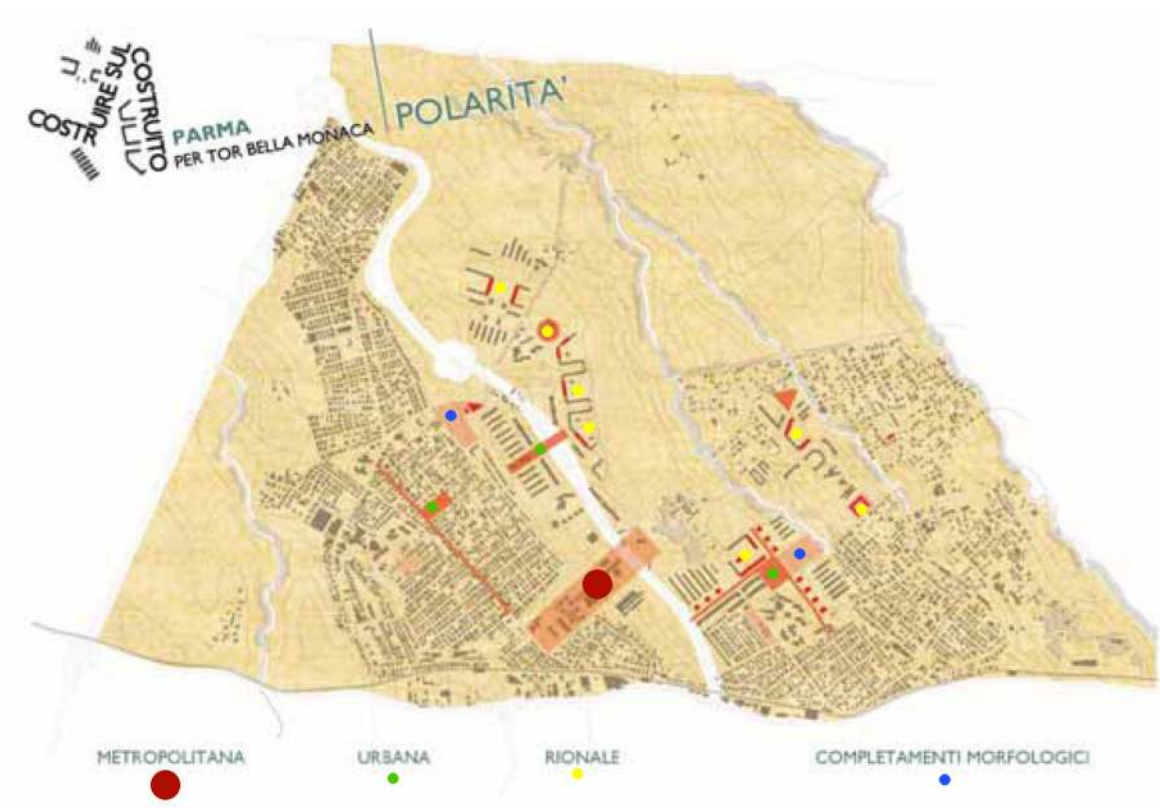 COSTRUIRE SUL
COSTRUITO
PARMA
PER TOR BELLA MONACA
POLARITA'
METROPOLITANA
URBANA
RIONALE
COMPLETAMENTI MORFOLOGICI